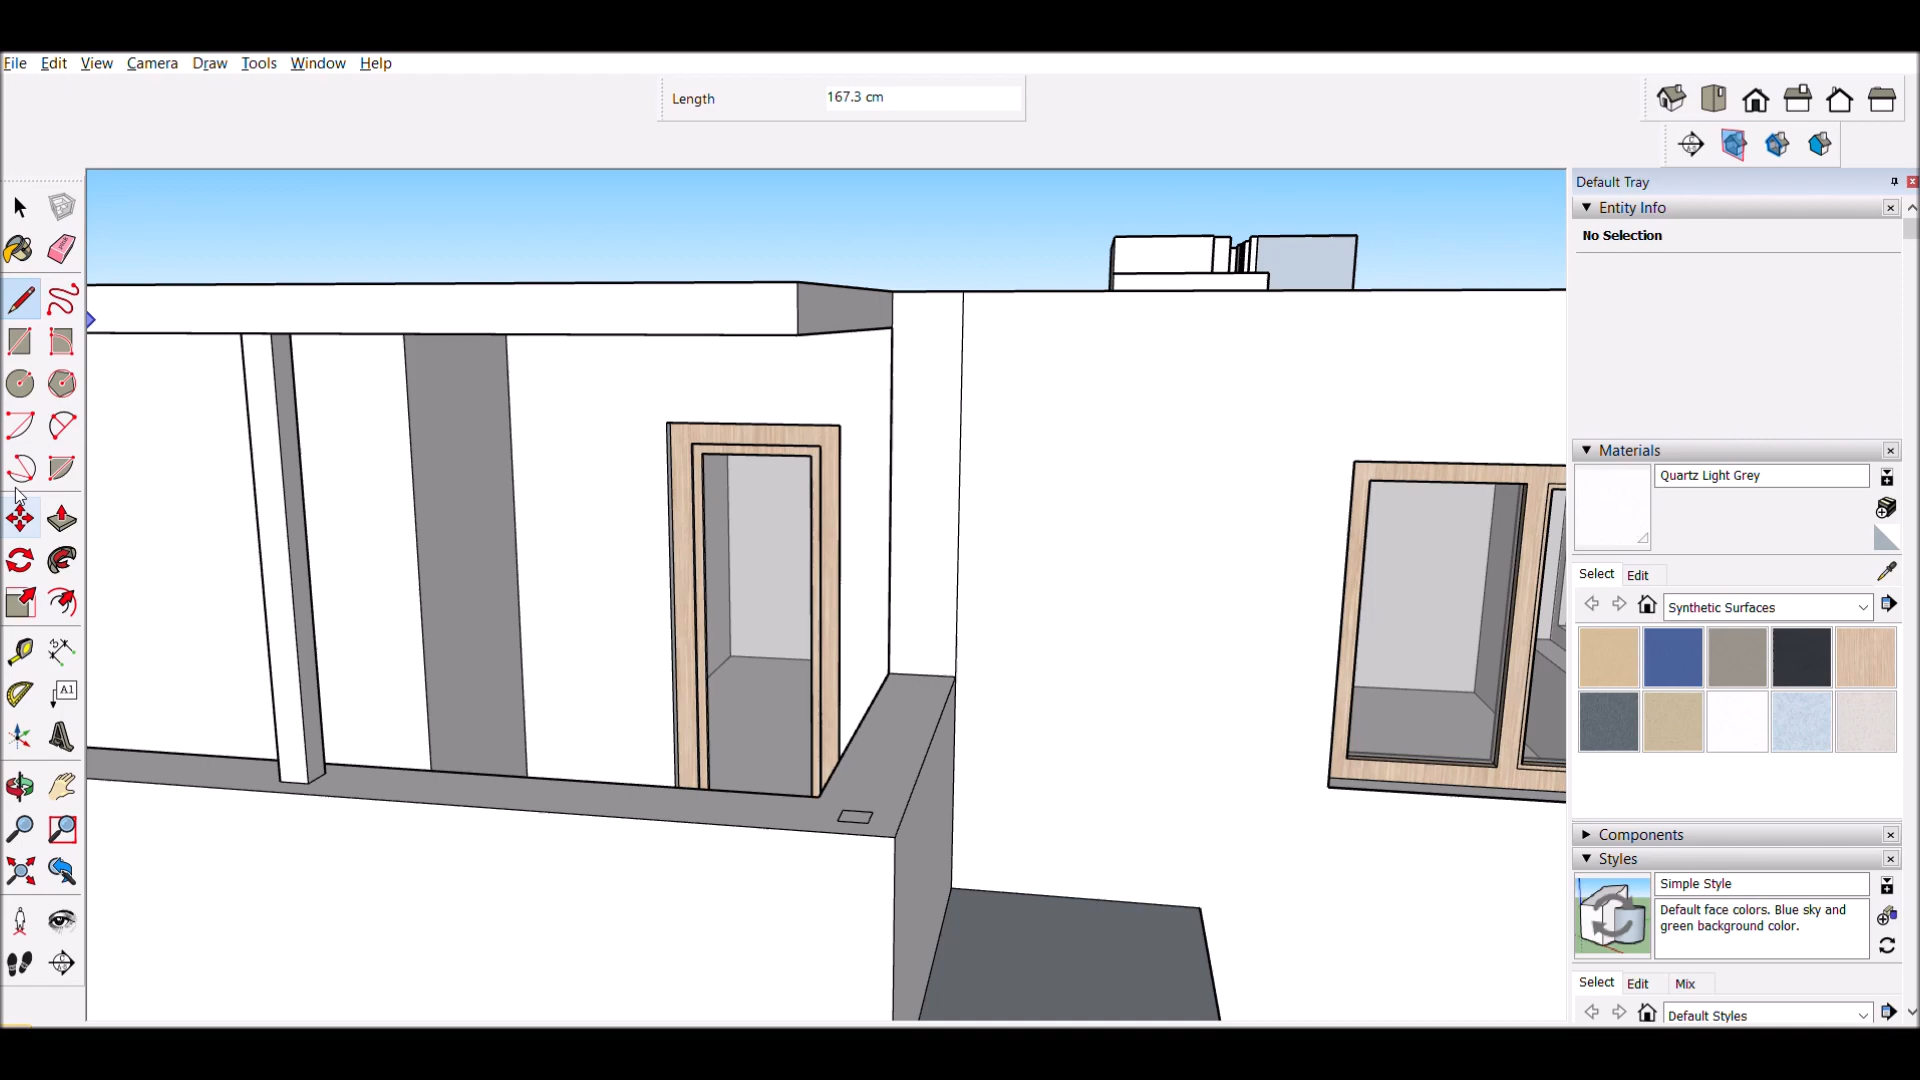 File Edit View Camera Draw Tools Window Help
Length 167.3 cm
Default Tray
Entity Info
No Selection
Materials
Quartz Light Grey
Select Edit
Synthetic Surfaces
A1
Components
Styles
Simple Style
Default face colors. Blue sky and
green background color.
Select Edit Mix
Default Styles